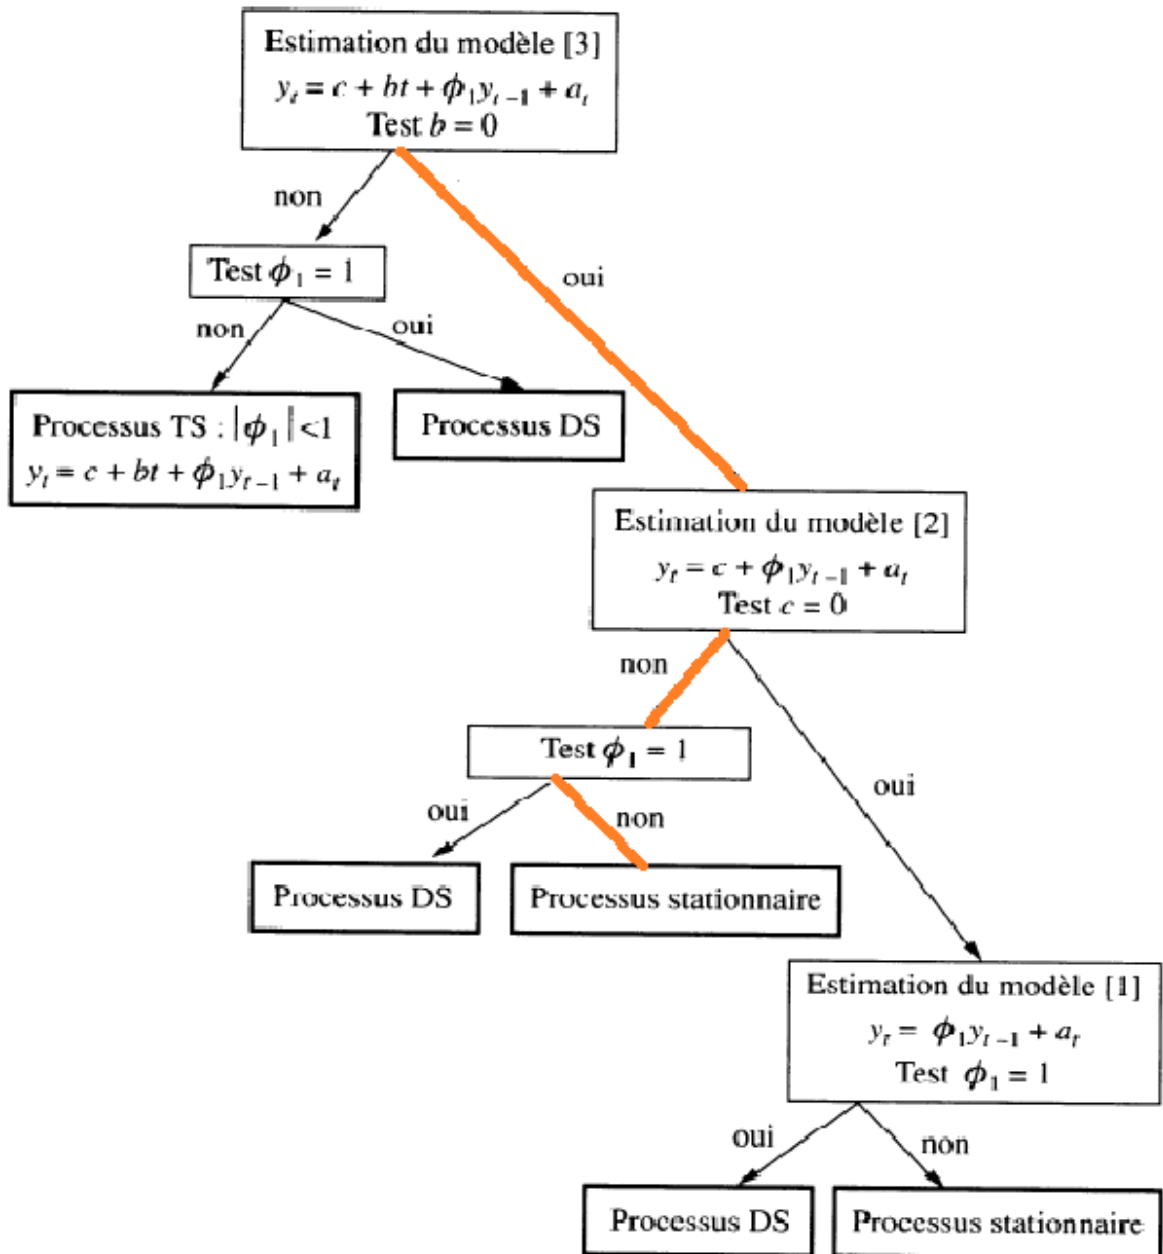 Estimation du modèle [3]
y_t = c + bt + ϕ_1 y_{t-1} + a_t
Test b = 0
non
oui
Test ϕ_1 = 1
non
oui
Processus TS : |ϕ_1| <1
y_t = c + bt + ϕ_1 y_{t-1} + a_t
Processus DS
Estimation du modèle [2]
y_t = c + ϕ_1 y_{t-1} + a_t
Test c = 0
non
oui
Test ϕ_1 = 1
oui
non
Processus DS
Processus stationnaire
Estimation du modèle [1]
y_t = ϕ_1 y_{t-1} + a_t
Test ϕ_1 = 1
oui
non
Processus DS
Processus stationnaire